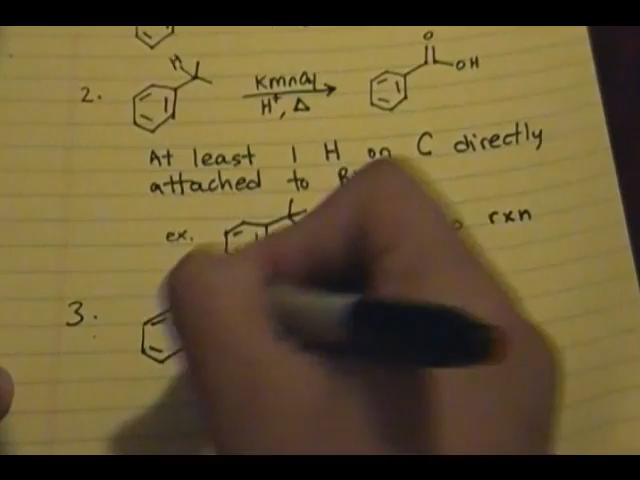 O
H
2.
KMnO4
OH
H+, Δ
At least 1 H on C directly
attached to
ex. rxn
3.